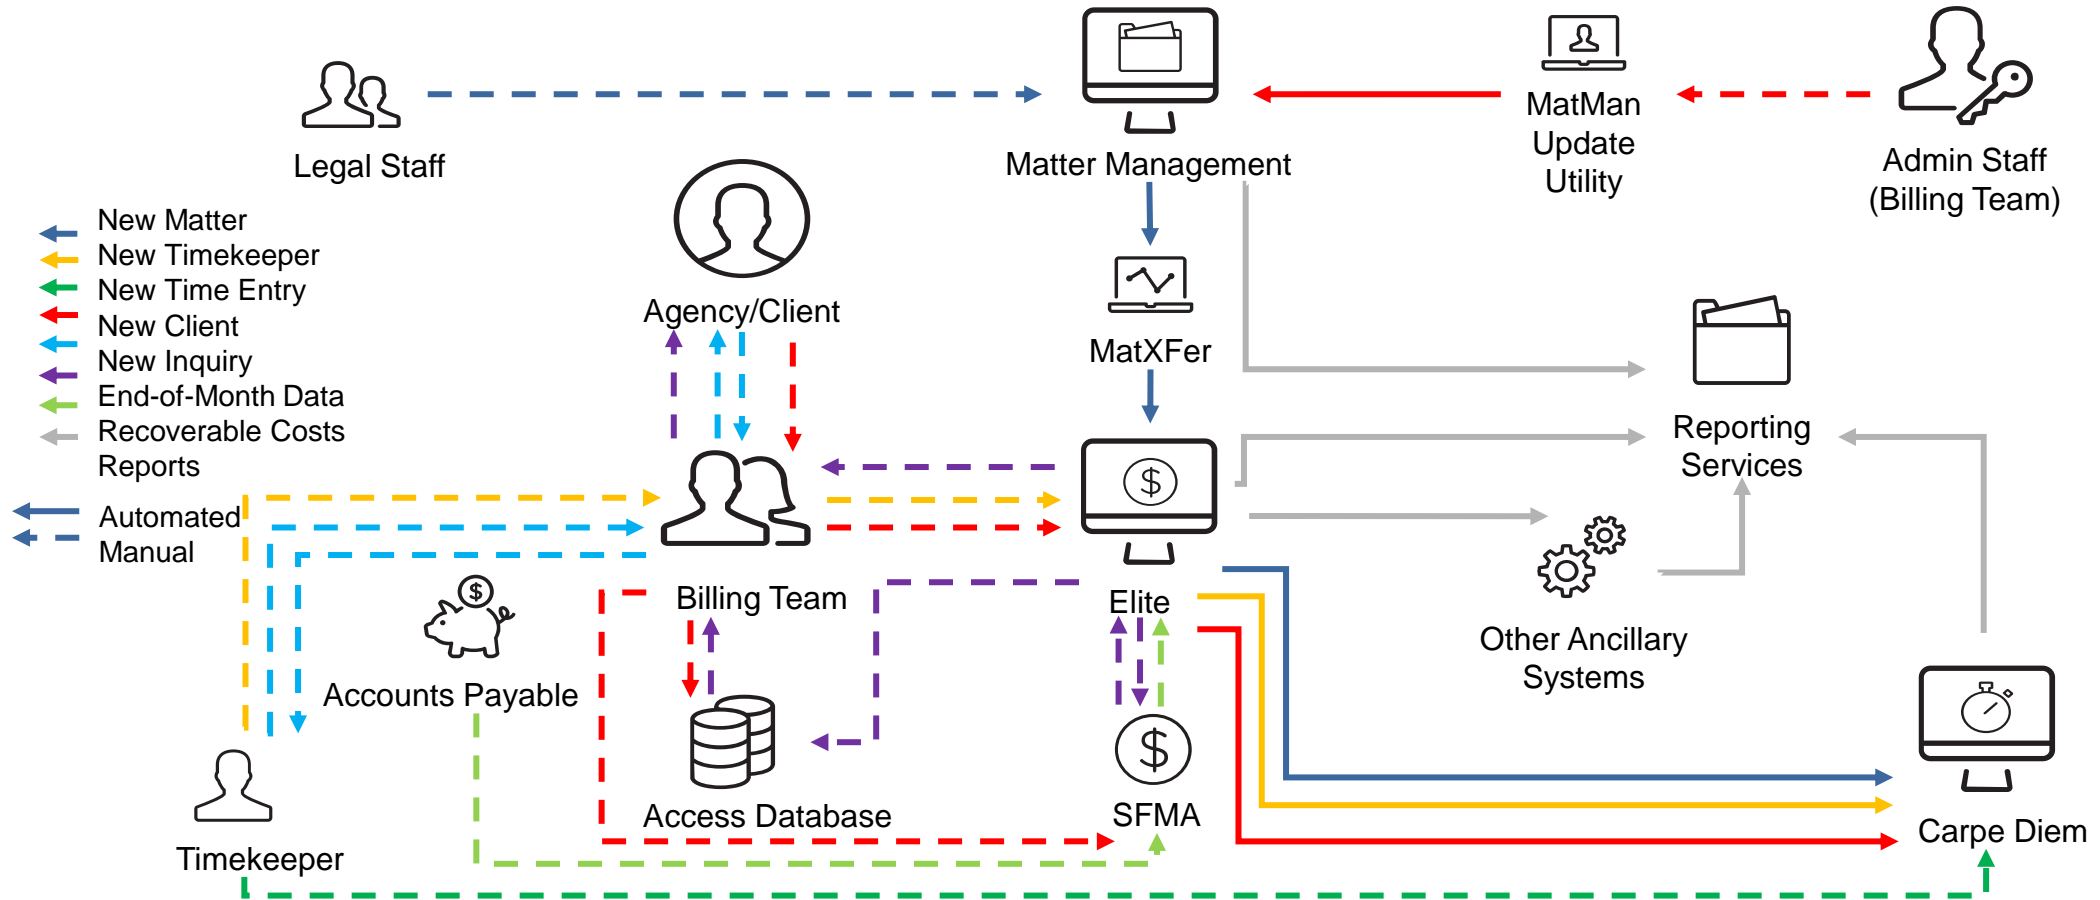 Legal Staff
Matter Management
MatMan
Update
Utility
Admin Staff
(Billing Team)
New Matter
New Timekeeper
New Time Entry
New Client
New Inquiry
End-of-Month Data
Recoverable Costs
Reports
Automated
Manual
Agency/Client
MatXFer
Reporting
Services
$
$
Billing Team
Elite
Other Ancillary
Systems
Accounts Payable
$
Access Database
SFMA
Carpe Diem
Timekeeper